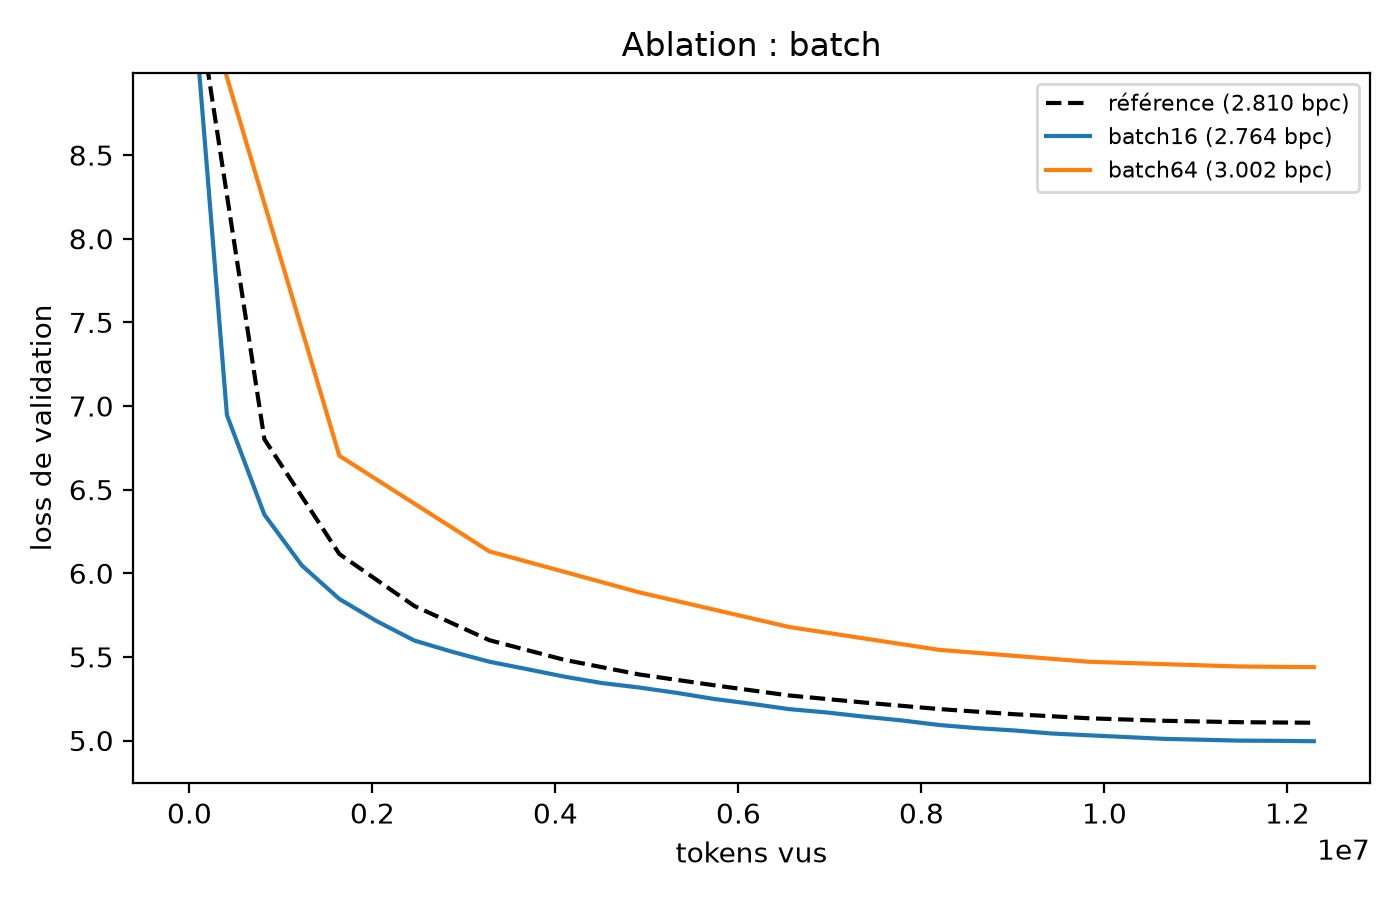 Ablation : batch
référence (2.810 bpc)
batch16 (2.764 bpc)
batch64 (3.002 bpc)
loss de validation
8.5
8.0
7.5
7.0
6.5
6.0
5.5
5.0
0.0 0.2 0.4 0.6 0.8 1.0 1.2
1e7
tokens vus